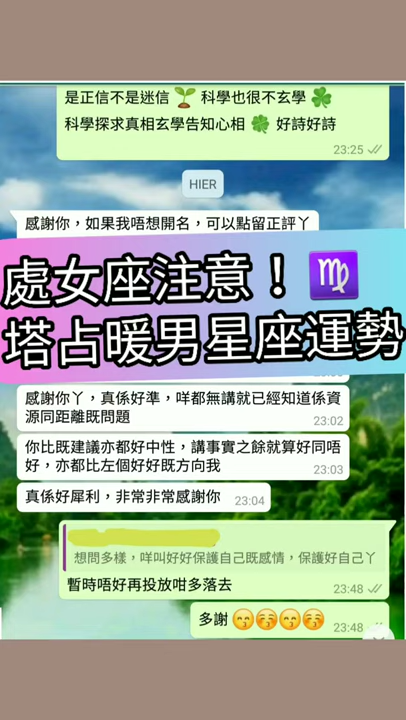 是正信不是迷信🌱 科學也很不玄學🍀
科學探求真相玄學告知心相🍀 好詩好詩
23:25
HIER
感謝你，如果我唔想開名，可以點留正評丫
處女座注意！♍
塔占暖男星座運勢
感謝你丫，真係好準，咩都無講就已經知道係資
源同距離既問題
23:02
你比既建議亦都好中性，講事實之餘就算好同唔
好，亦都比左個好好既方向我
23:03
真係好犀利，非常非常感謝你
23:04
想問多樣，咩叫好好保護自己既感情，保護好自己丫
暫時唔好再投放咁多落去
23:48
多謝😙😚😙😚
23:48